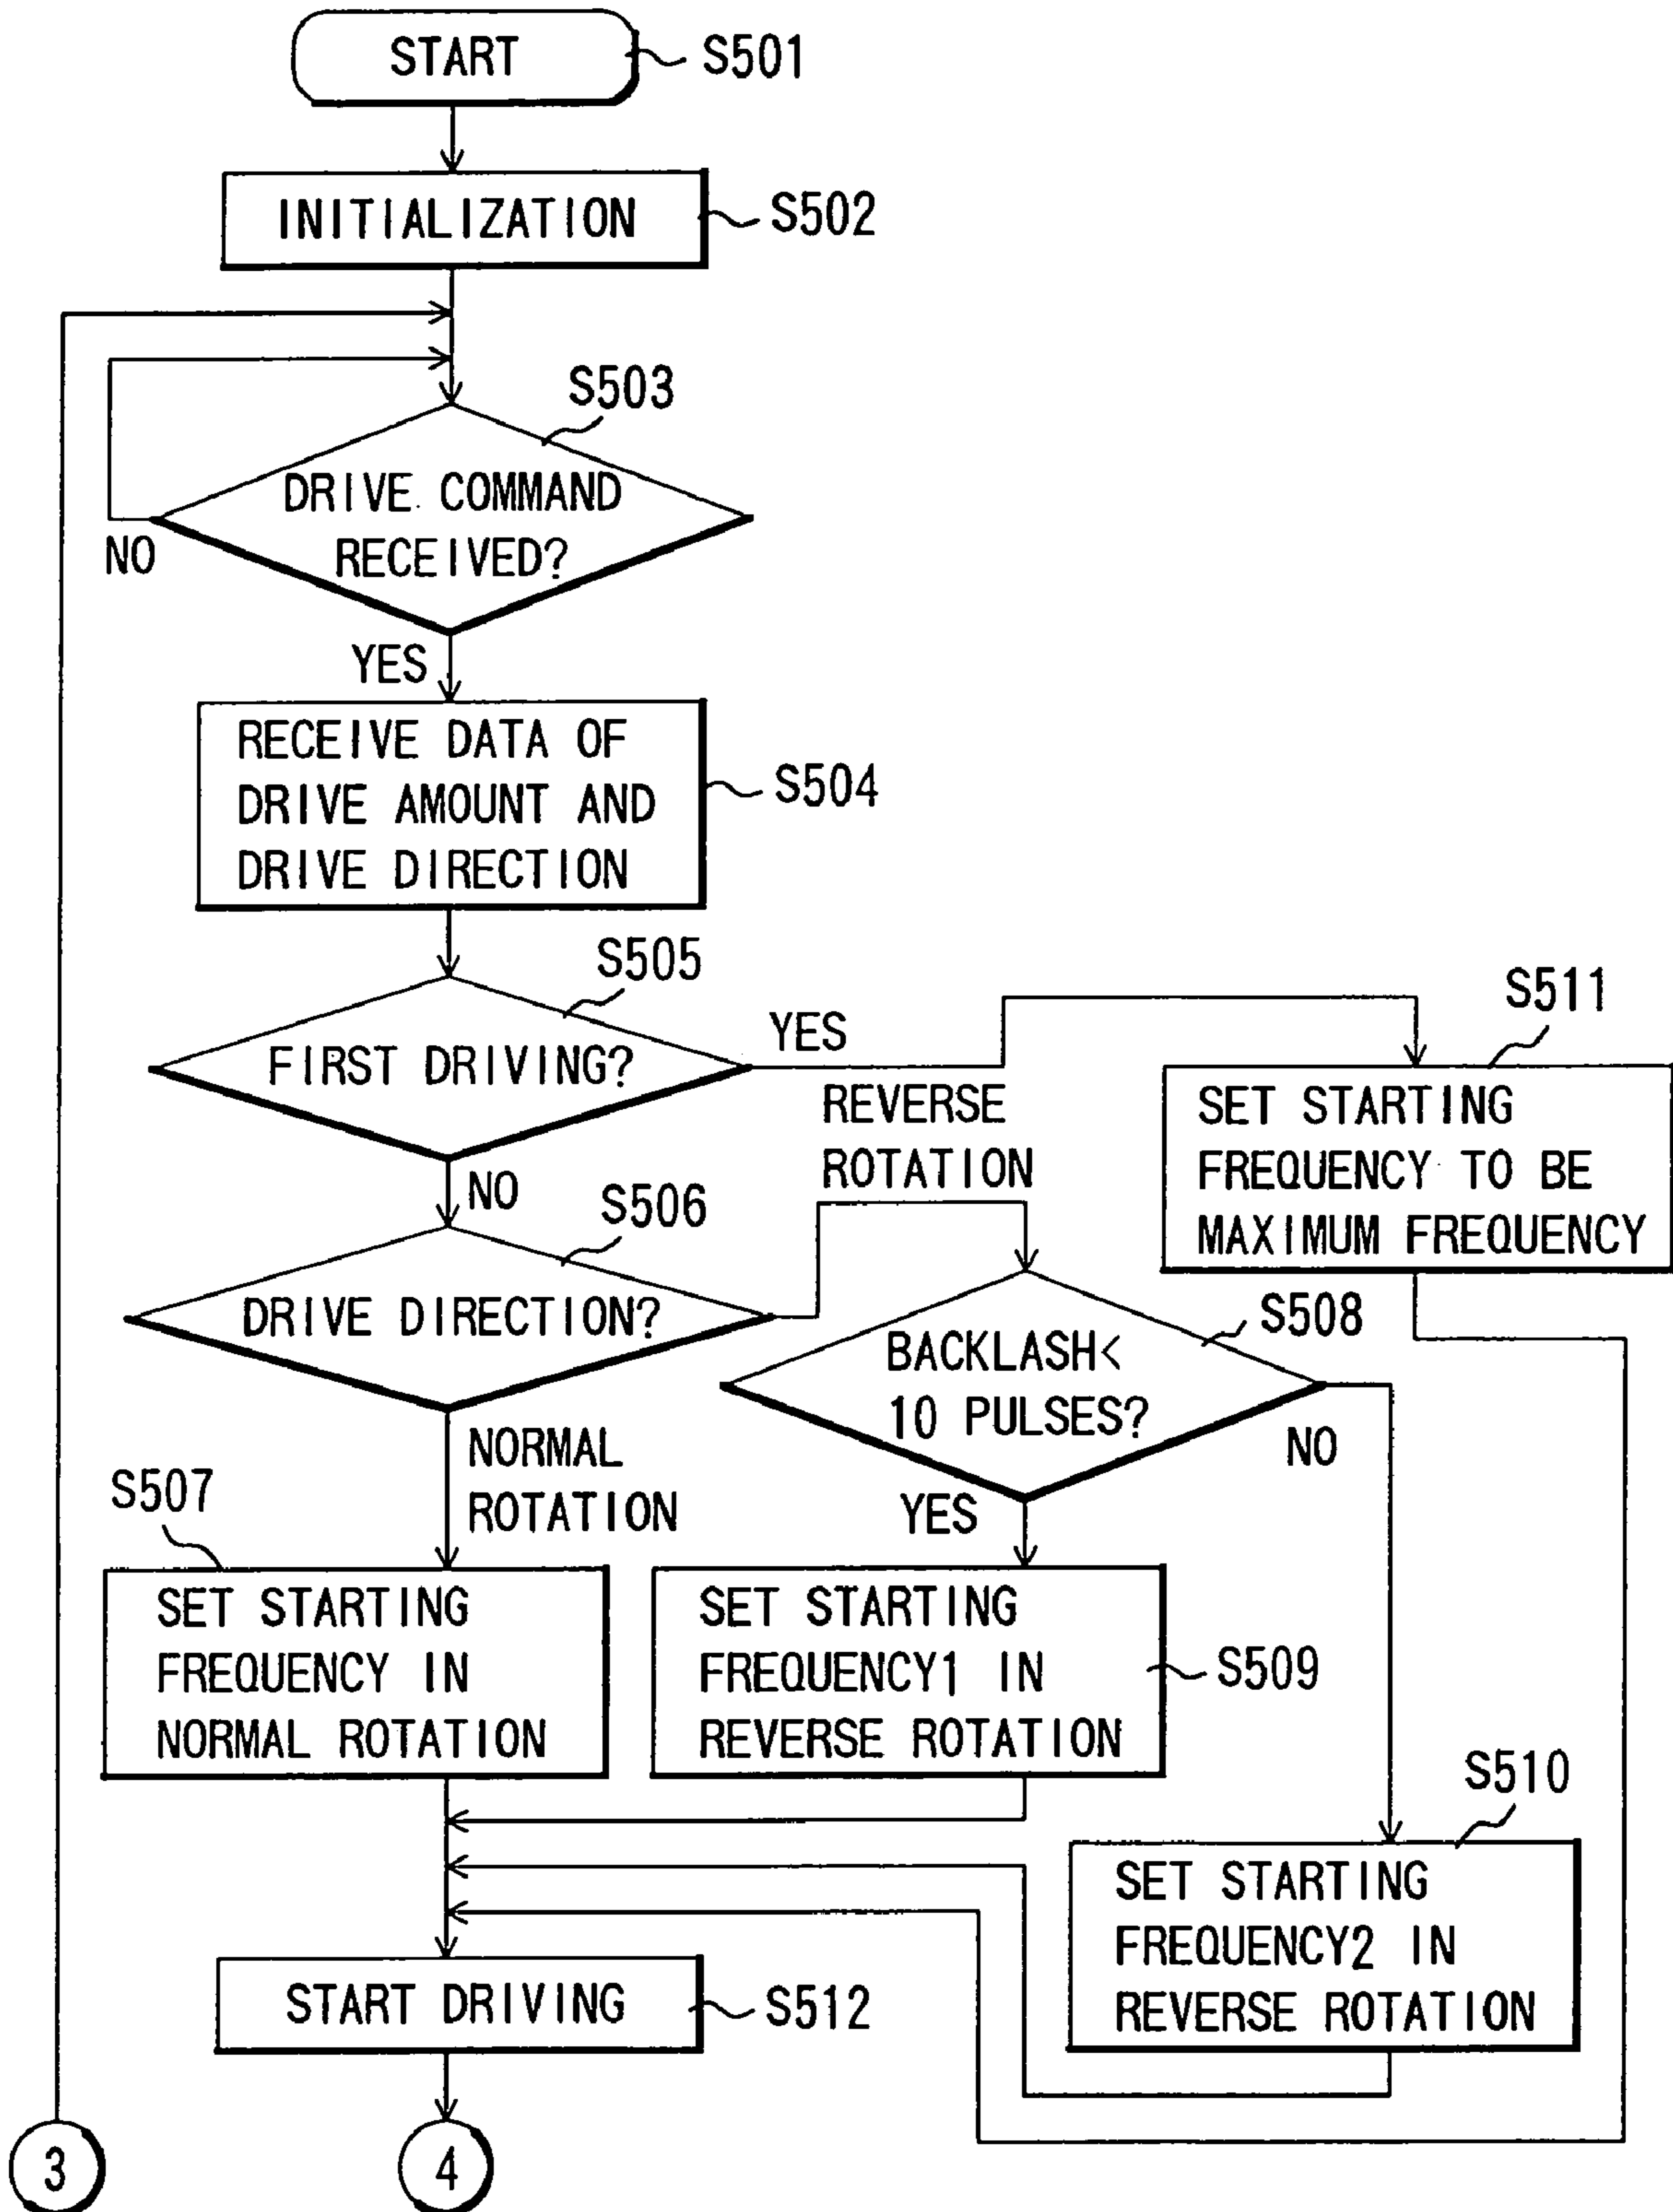 START
S501
INITIALIZATION
S502
S503
DRIVE COMMAND
RECEIVED?
NO
YES
RECEIVE DATA OF
DRIVE AMOUNT AND
DRIVE DIRECTION
S504
S505
FIRST DRIVING?
YES
NO
S511
SET STARTING
FREQUENCY TO BE
MAXIMUM FREQUENCY
REVERSE
ROTATION
S506
DRIVE DIRECTION?
S508
BACKLASH<
10 PULSES?
NO
YES
NORMAL
ROTATION
S507
SET STARTING
FREQUENCY IN
NORMAL ROTATION
SET STARTING
FREQUENCY1 IN
REVERSE ROTATION
S509
S510
SET STARTING
FREQUENCY2 IN
REVERSE ROTATION
START DRIVING
S512
3
4